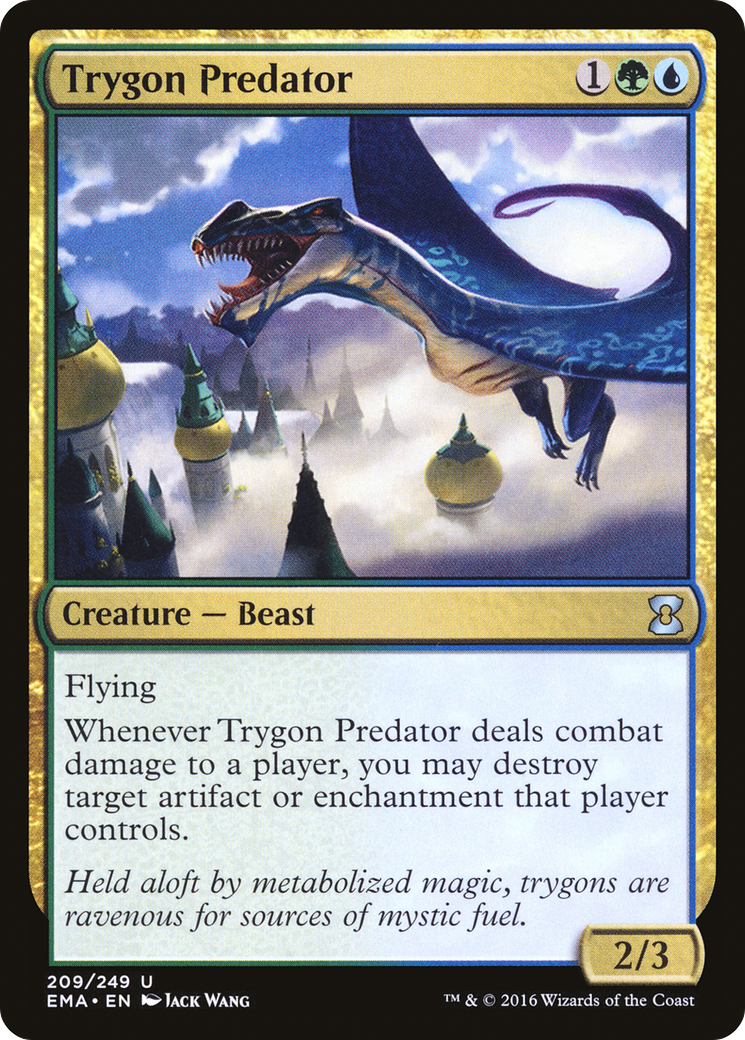 Trygon Predator 1
Creature — Beast
Flying
Whenever Trygon Predator deals combat
damage to a player, you may destroy
target artifact or enchantment that player
controls.
Held aloft by metabolized magic, trygons are
ravenous for sources of mystic fuel.
2/3
209/249 U
EMA • EN Jack Wang
™ & © 2016 Wizards of the Coast